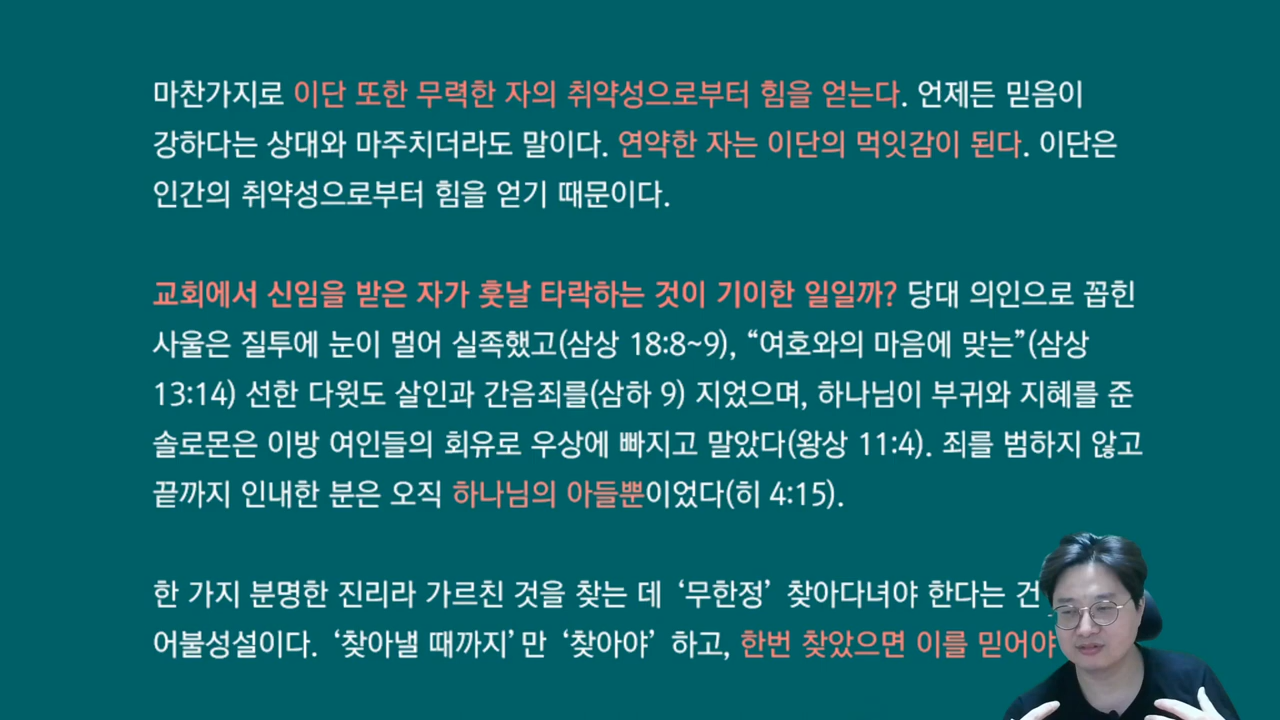 마찬가지로 이단 또한 무력한 자의 취약성으로부터 힘을 얻는다. 언제든 믿음이
강하다는 상대와 마주치더라도 말이다. 연약한 자는 이단의 먹잇감이 된다. 이단은
인간의 취약성으로부터 힘을 얻기 때문이다.
교회에서 신임을 받은 자가 훗날 타락하는 것이 기이한 일일까? 당대 의인으로 꼽힌
사울은 질투에 눈이 멀어 실족했고(삼상 18:8~9), “여호와의 마음에 맞는”(삼상
13:14) 선한 다윗도 살인과 간음죄를(삼하 9) 지었으며, 하나님이 부귀와 지혜를 준
솔로몬은 이방 여인들의 회유로 우상에 빠지고 말았다(왕상 11:4). 죄를 범하지 않고
끝까지 인내한 분은 오직 하나님의 아들뿐이었다(히 4:15).
한 가지 분명한 진리라 가르친 것을 찾는 데 ‘무한정’ 찾아다녀야 한다는 건
어불성설이다. ‘찾아낼 때까지’만 ‘찾아야’ 하고, 한번 찾았으면 이를 믿어야